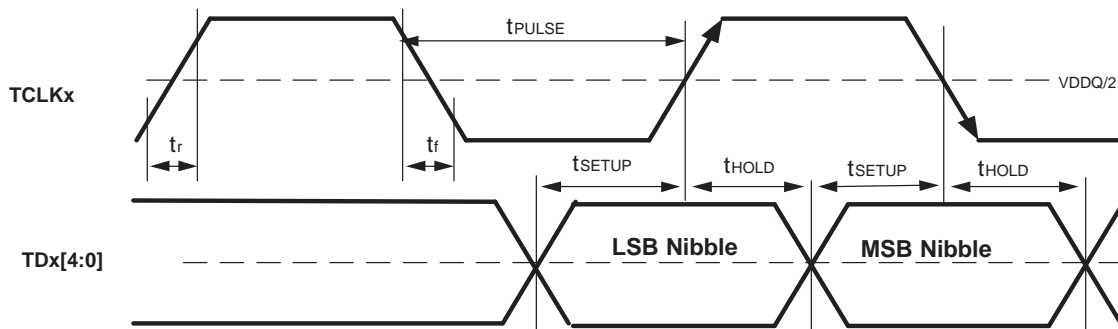 tPULSE
VDDQ/2
TCLKx
tr
tf
tSETUP
tHOLD
tSETUP
tHOLD
LSB Nibble
MSB Nibble
TDx[4:0]